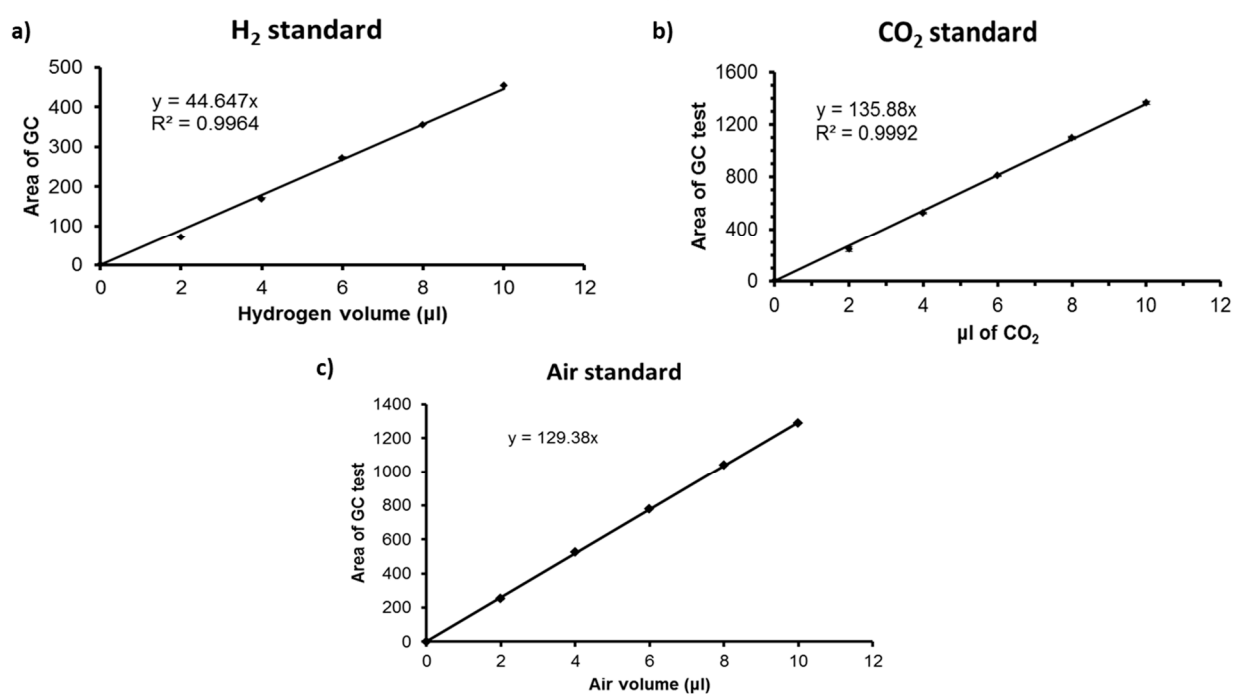 a)
H₂ standard
500
400
300
200
100
0
y = 44.647x
R² = 0.9964
Area of GC
0 2 4 6 8 10 12
Hydrogen volume (µl)
b)
CO₂ standard
1600
1200
800
400
0
y = 135.88x
R² = 0.9992
Area of GC test
0 2 4 6 8 10 12
µl of CO₂
c)
Air standard
1400
1200
1000
800
600
400
200
0
y = 129.38x
Area of GC test
0 2 4 6 8 10 12
Air volume (µl)